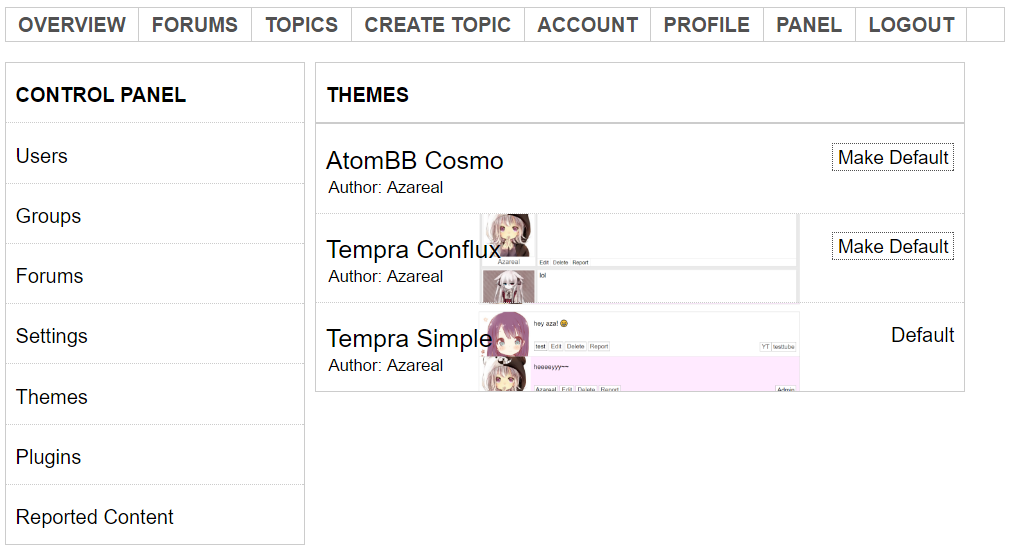 OVERVIEW FORUMS TOPICS CREATE TOPIC ACCOUNT PROFILE PANEL LOGOUT
CONTROL PANEL
Users
Groups
Forums
Settings
Themes
Plugins
Reported Content
THEMES
AtomBB Cosmo
Author: Azareal
Make Default
Tempra Conflux
Author: Azareal
Make Default
Azareal
Edit Delete Report
lol
Tempra Simple
Author: Azareal
Default
hey aza!
test Edit Delete Report YT testtube
heeeeyyy~~
Azareal Edit Delete Report Admin